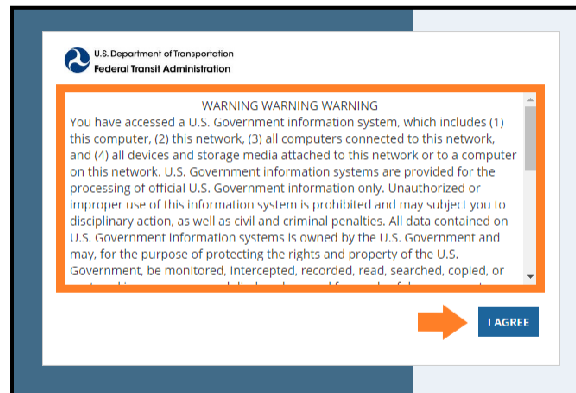 U.S. Department of Transportation
Federal Transit Administration
WARNING WARNING WARNING
You have accessed a U.S. Government information system, which includes (1)
this computer, (2) this network, (3) all computers connected to this network,
and (4) all devices and storage media attached to this network or to a computer
on this network. U.S. Government information systems are provided for the
processing of official U.S. Government information only. Unauthorized or
improper use of this information system is prohibited and may subject you to
disciplinary action, as well as civil and criminal penalties. All data contained on
U.S. Government information systems is owned by the U.S. Government and
may, for the purpose of protecting the rights and property of the U.S.
Government, be monitored, intercepted, recorded, read, searched, copied, or
I AGREE